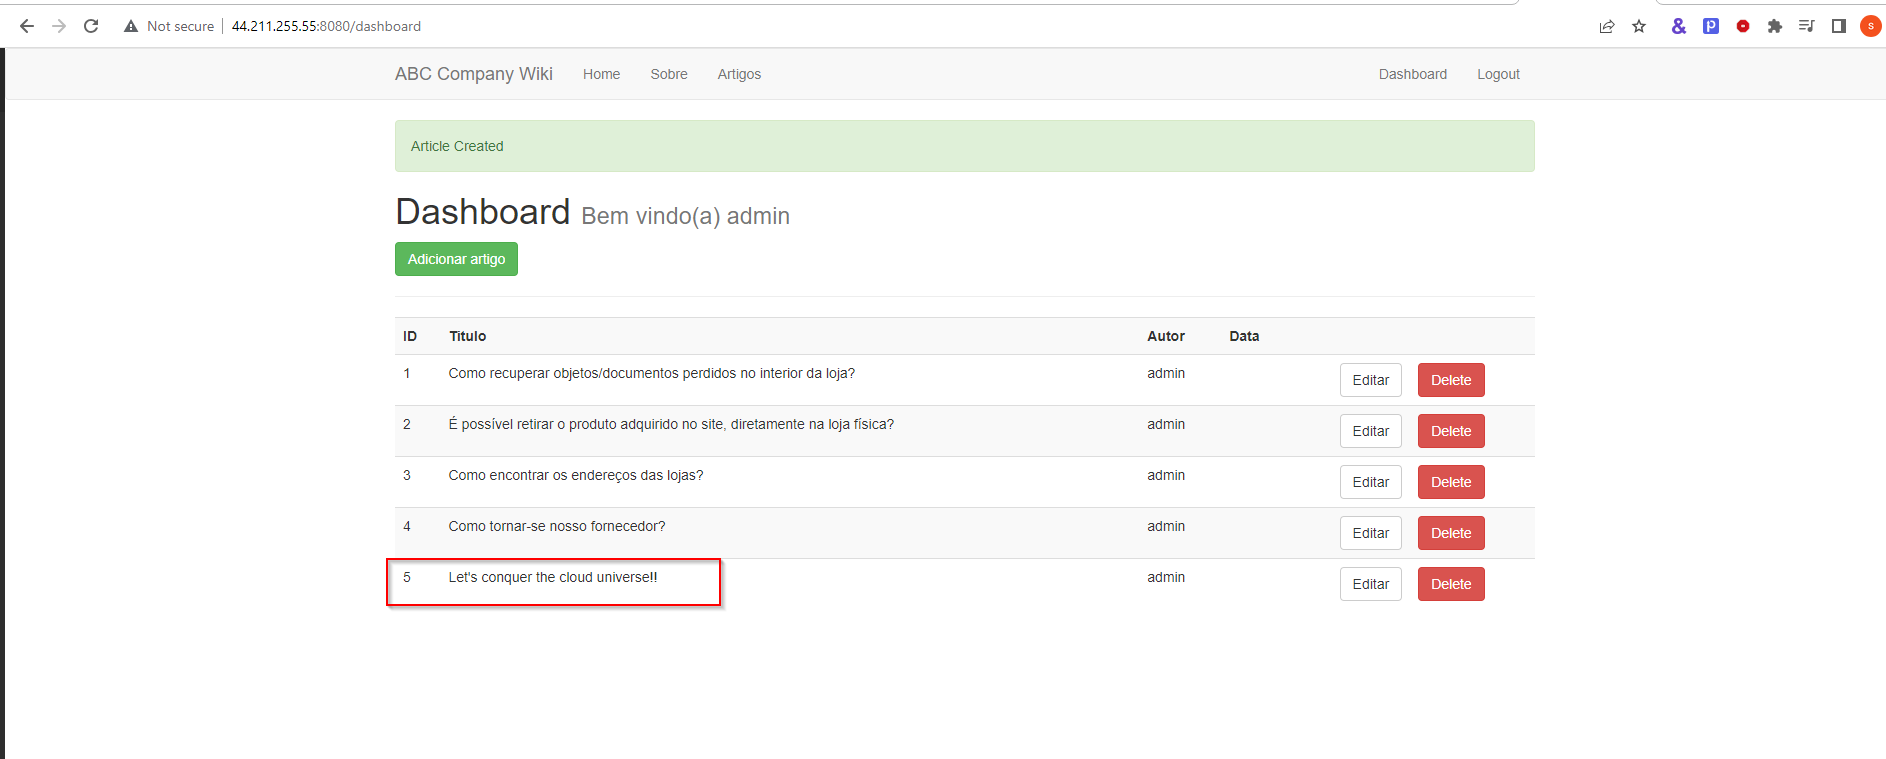 Not secure 44.211.255.55:8080/dashboard
ABC Company Wiki Home Sobre Artigos Dashboard Logout
Article Created
Dashboard Bem vindo(a) admin
Adicionar artigo
ID Titulo Autor Data
1 Como recuperar objetos/documentos perdidos no interior da loja? admin Editar Delete
2 É possível retirar o produto adquirido no site, diretamente na loja física? admin Editar Delete
3 Como encontrar os endereços das lojas? admin Editar Delete
4 Como tornar-se nosso fornecedor? admin Editar Delete
5 Let's conquer the cloud universe!! admin Editar Delete